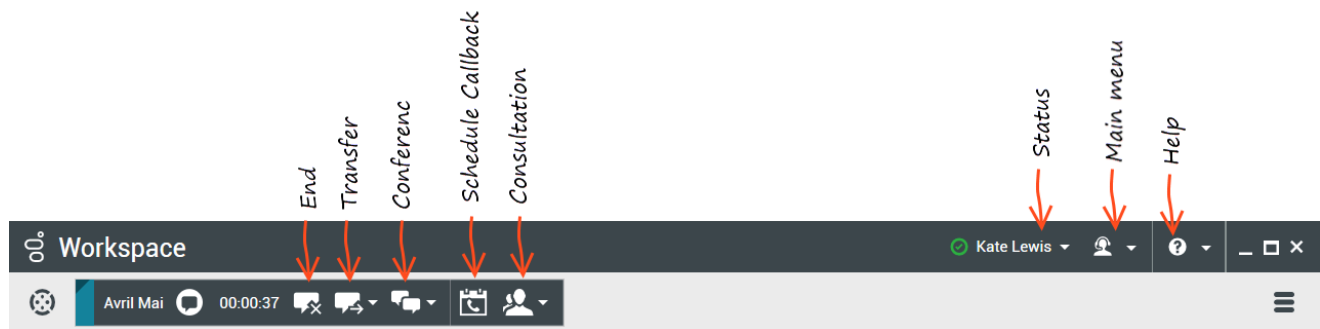 End
Transfer
Conferenc
Schedule Callback
Consultation
Status
Main menu
Help
Workspace
Kate Lewis
Avril Mai 00:00:37